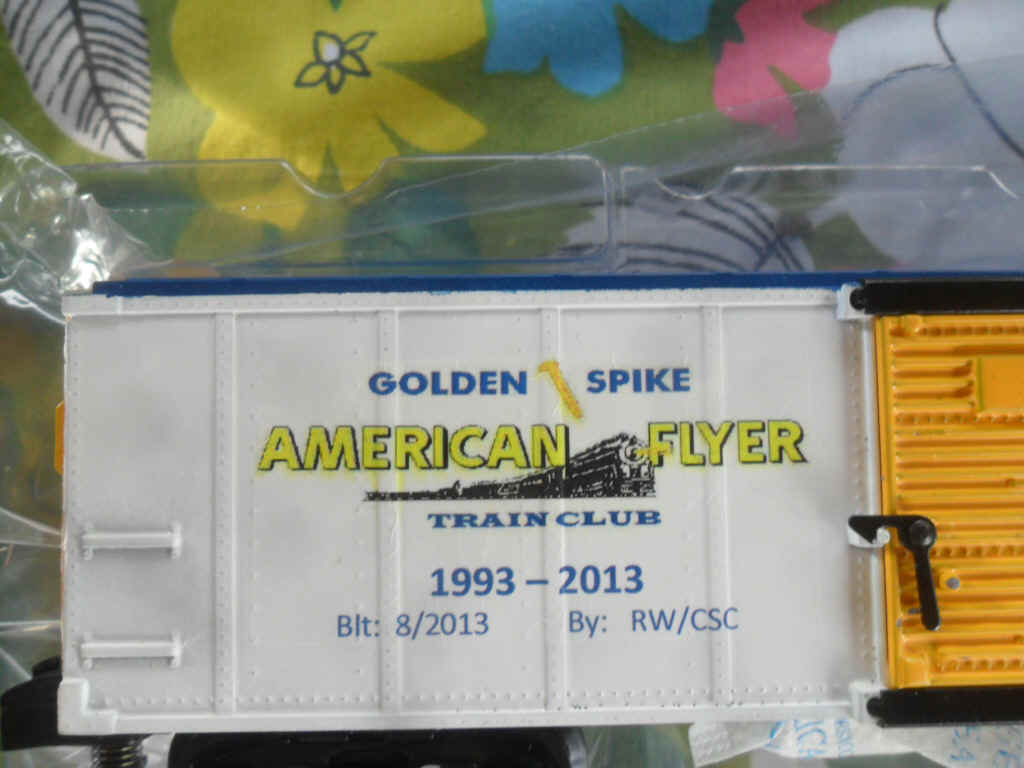 GOLDEN SPIKE
AMERICAN FLYER
TRAIN CLUB
1993 – 2013
Blt: 8/2013 By: RW/CSC